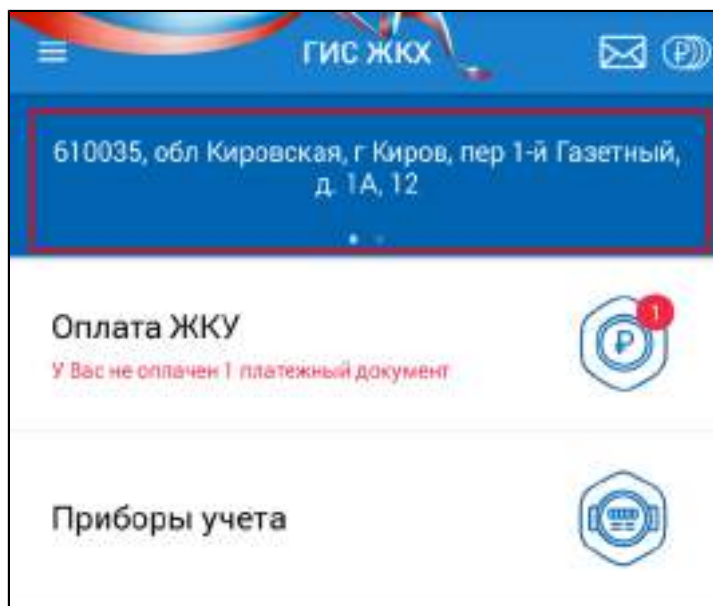 ГИС ЖКХ
610035, обл Кировская, г Киров, пер 1-й Газетный,
д. 1А, 12
Оплата ЖКУ
1
У Вас не оплачен 1 платежный документ
Приборы учета